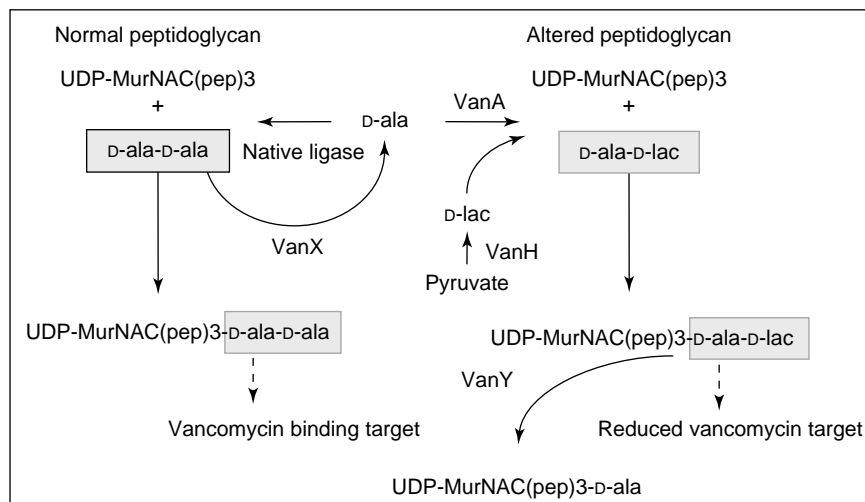 Normal peptidoglycan
UDP-MurNAC(pep)3
+
D-ala-D-ala
Native ligase
D-ala
VanX
UDP-MurNAC(pep)3-D-ala-D-ala
Vancomycin binding target
Altered peptidoglycan
VanA
UDP-MurNAC(pep)3
+
D-ala-D-lac
D-lac
VanH
Pyruvate
UDP-MurNAC(pep)3-D-ala-D-lac
VanY
Reduced vancomycin target
UDP-MurNAC(pep)3-D-ala